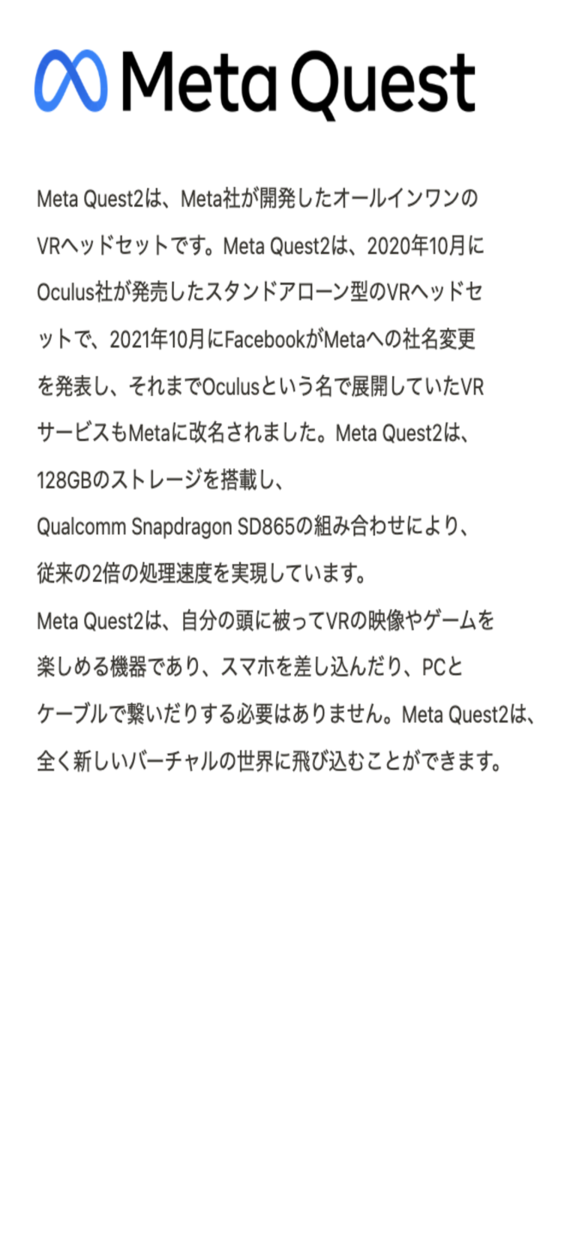 Meta Quest
Meta Quest2は、Meta社が開発したオールインワンの
VRヘッドセットです。Meta Quest2は、2020年10月に
Oculus社が発売したスタンドアローン型のVRヘッドセ
ットで、2021年10月にFacebookがMetaへの社名変更
を発表し、それまでOculusという名で展開していたVR
サービスもMetaに改名されました。Meta Quest2は、
128GBのストレージを搭載し、
Qualcomm Snapdragon SD865の組み合わせにより、
従来の2倍の処理速度を実現しています。
Meta Quest2は、自分の頭に被ってVRの映像やゲームを
楽しめる機器であり、スマホを差し込んだり、PCと
ケーブルで繋いだりする必要はありません。Meta Quest2は、
全く新しいバーチャルの世界に飛び込むことができます。